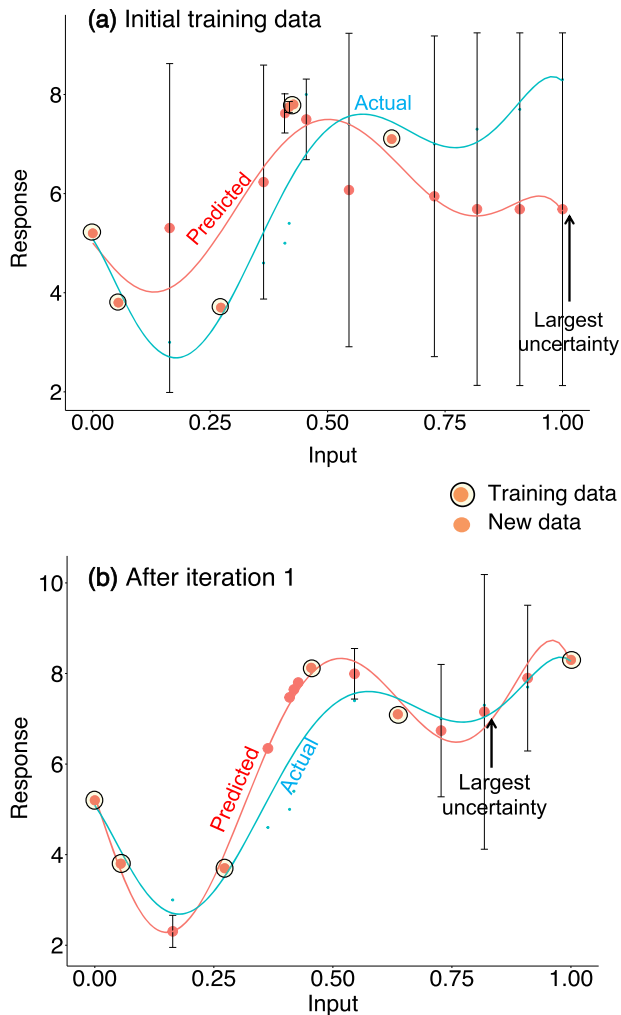 (a) Initial training data
8
6
4
2
Response
Actual
Predicted
Largest
uncertainty
0.00 0.25 0.50 0.75 1.00
Input
Training data
New data
(b) After iteration 1
10
8
6
4
2
Response
Predicted
Actual
Largest
uncertainty
0.00 0.25 0.50 0.75 1.00
Input